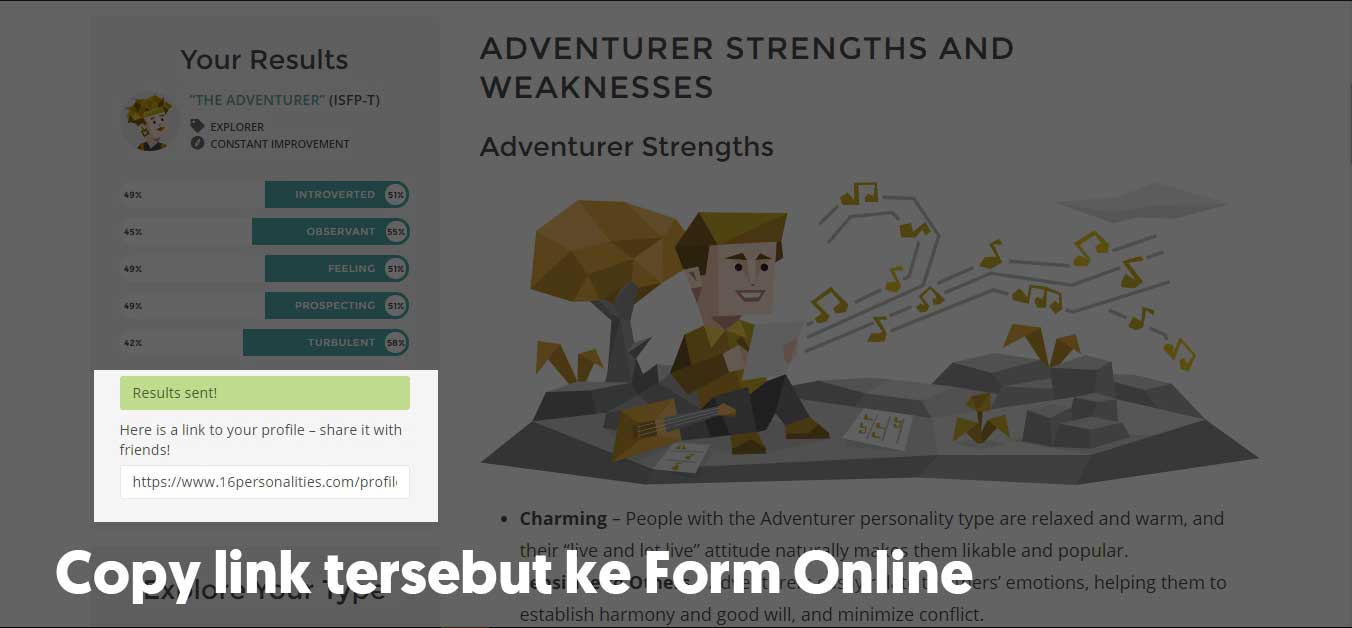 Your Results
"THE ADVENTURER" (ISFP-T)
EXPLORER
CONSTANT IMPROVEMENT
49% INTROVERTED 51%
45% OBSERVANT 55%
49% FEELING 51%
49% PROSPECTING 51%
42% TURBULENT 58%
Results sent!
Here is a link to your profile – share it with
friends!
https://www.16personalities.com/profil
Explore Your Type
ADVENTURER STRENGTHS AND
WEAKNESSES
Adventurer Strengths
• Charming – People with the Adventurer personality type are relaxed and warm, and
their “live and let live” attitude naturally makes them likable and popular.
to Others emotions, helping them to
establish harmony and good will, and minimize conflict.
Copy link tersebut ke Form Online